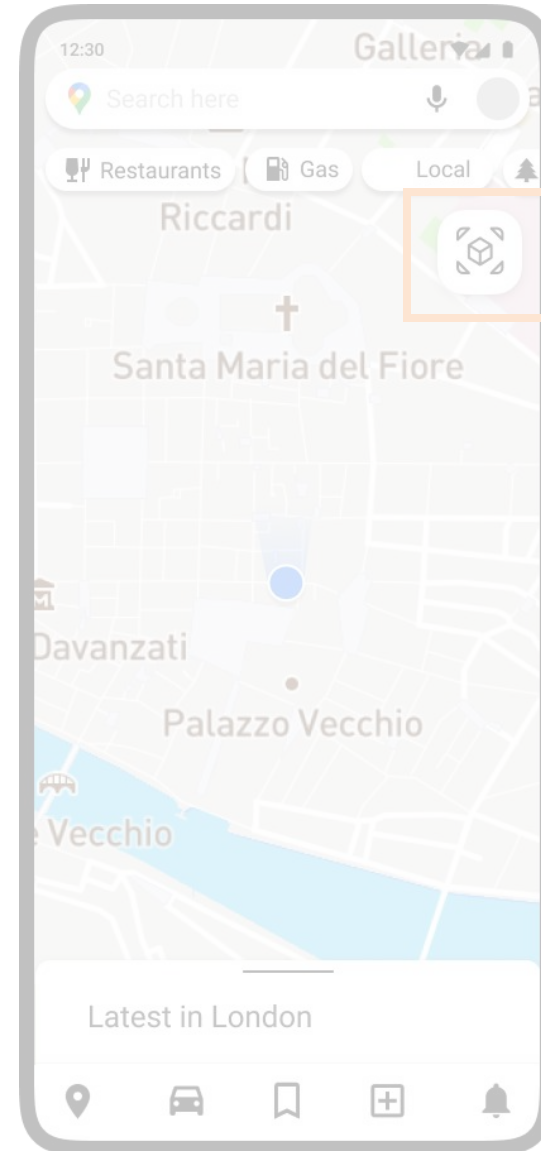 Galleria
12:30
Search here
Restaurants
Gas
Local
Riccardi
Santa Maria del Fiore
Davanzati
Palazzo Vecchio
Vecchio
Latest in London